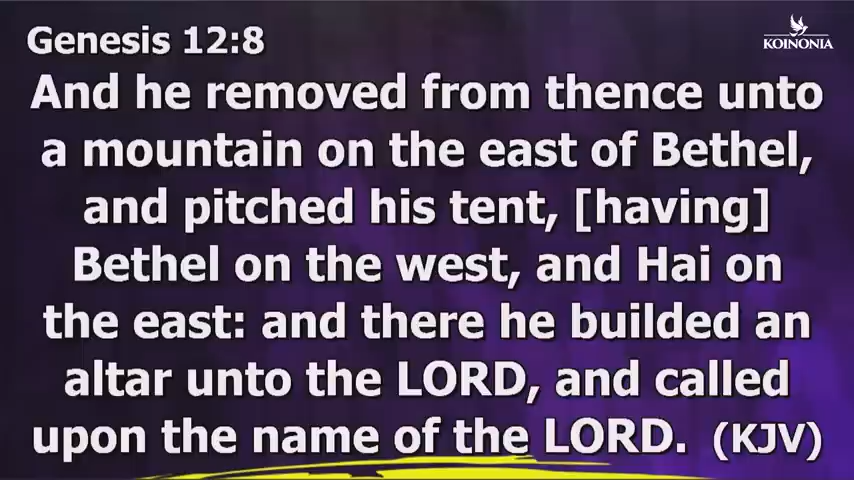 Genesis 12:8
KOINONIA
And he removed from thence unto
a mountain on the east of Bethel,
and pitched his tent, [having]
Bethel on the west, and Hai on
the east: and there he builded an
altar unto the LORD, and called
upon the name of the LORD. (KJV)